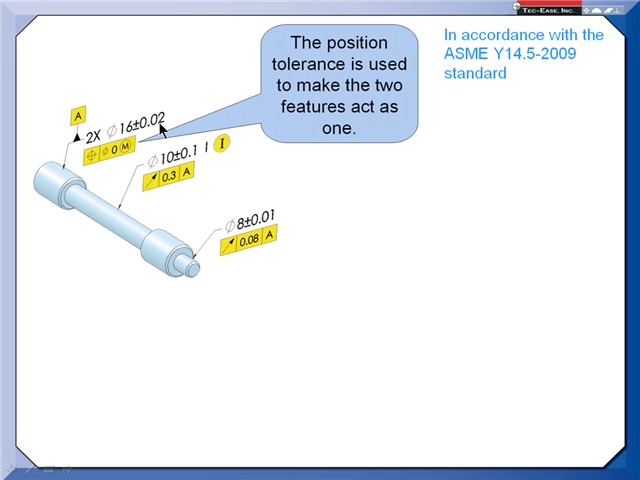 TEC-EASE, INC.
In accordance with the
ASME Y14.5-2009
standard
The position
tolerance is used
to make the two
features act as
one.
A
2X ⌀16±0.02
⌖ ⌀ 0 Ⓜ
⌀10±0.1 Ⓘ
↗ 0.3 A
⌀8±0.01
↗ 0.08 A